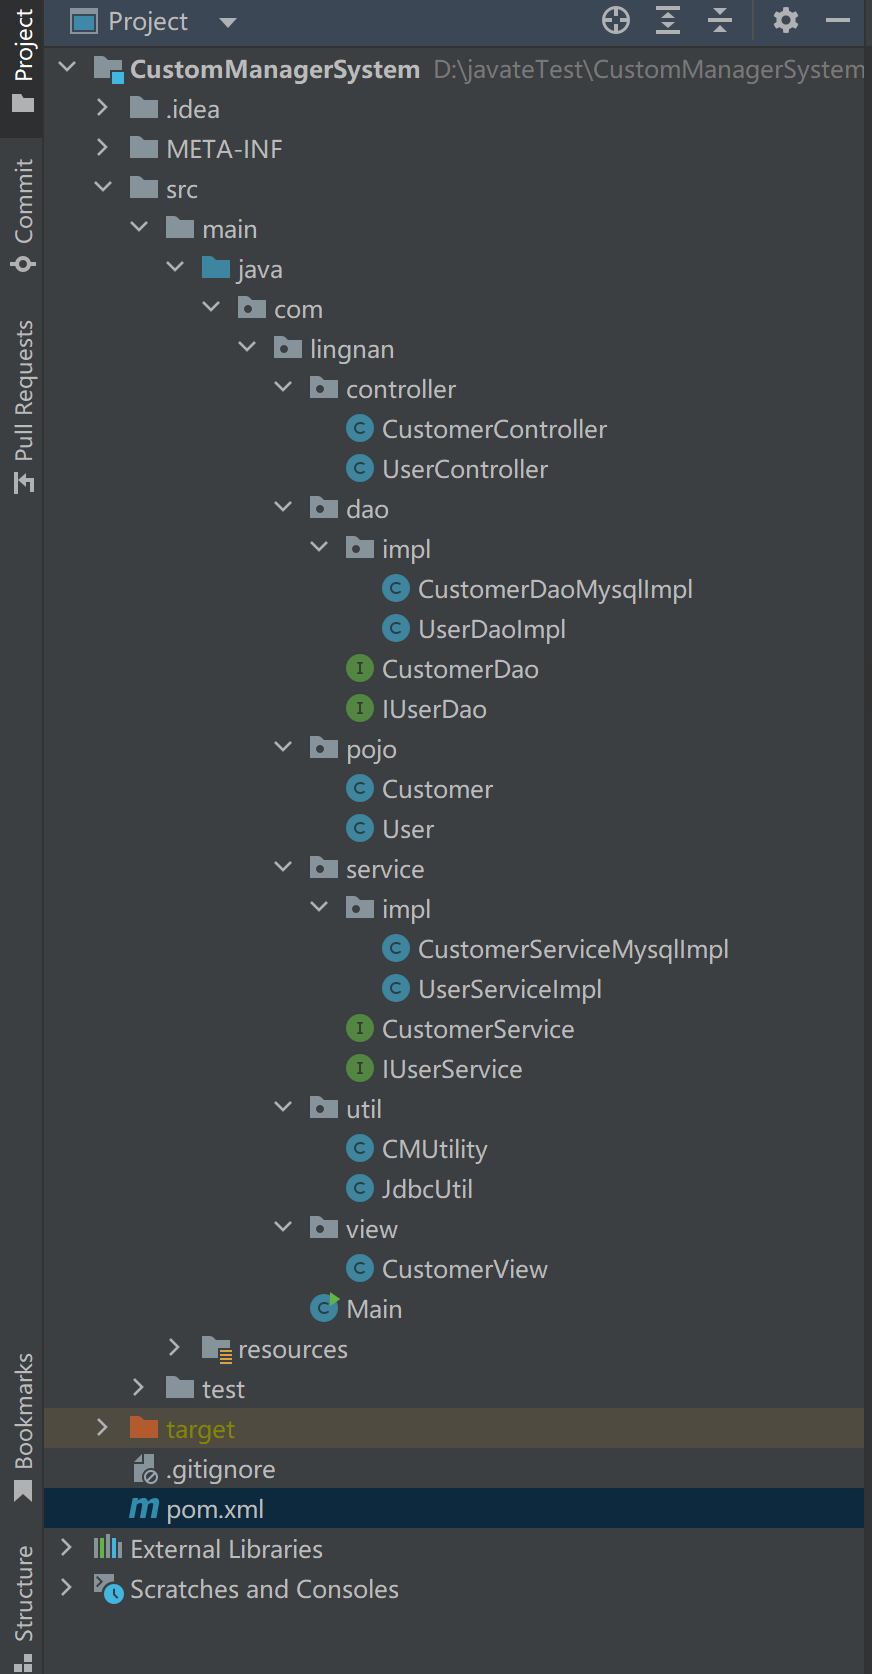 Project
CustomManagerSystem D:\javateTest\CustomManagerSystem
.idea
META-INF
src
main
java
com
lingnan
controller
CustomerController
UserController
dao
impl
CustomerDaoMysqlImpl
UserDaoImpl
CustomerDao
IUserDao
pojo
Customer
User
service
impl
CustomerServiceMysqlImpl
UserServiceImpl
CustomerService
IUserService
util
CMUtility
JdbcUtil
view
CustomerView
Main
resources
test
target
.gitignore
pom.xml
External Libraries
Scratches and Consoles
Project
Commit
Pull Requests
Bookmarks
Structure